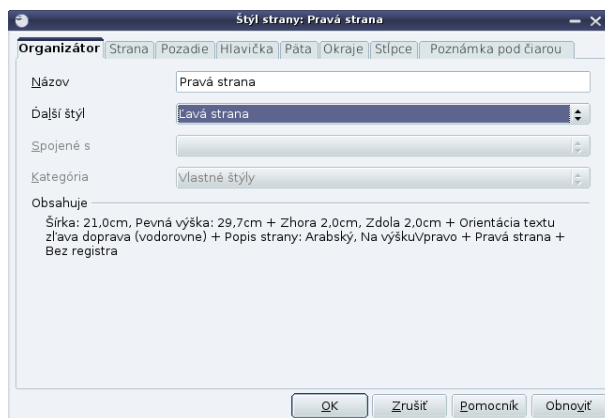 Štýl strany: Pravá strana
Organizátor Strana Pozadie Hlavička Päta Okraje Stĺpce Poznámka pod čiarou
Názov Pravá strana
Ďalší štýl Ľavá strana
Spojené s
Kategória Vlastné štýly
Obsahuje
Šírka: 21,0cm, Pevná výška: 29,7cm + Zhora 2,0cm, Zdola 2,0cm + Orientácia textu
zľava doprava (vodorovne) + Popis strany: Arabský, Na výšku\/pravo + Pravá strana +
Bez registra
OK Zrušiť Pomocník Obnoviť